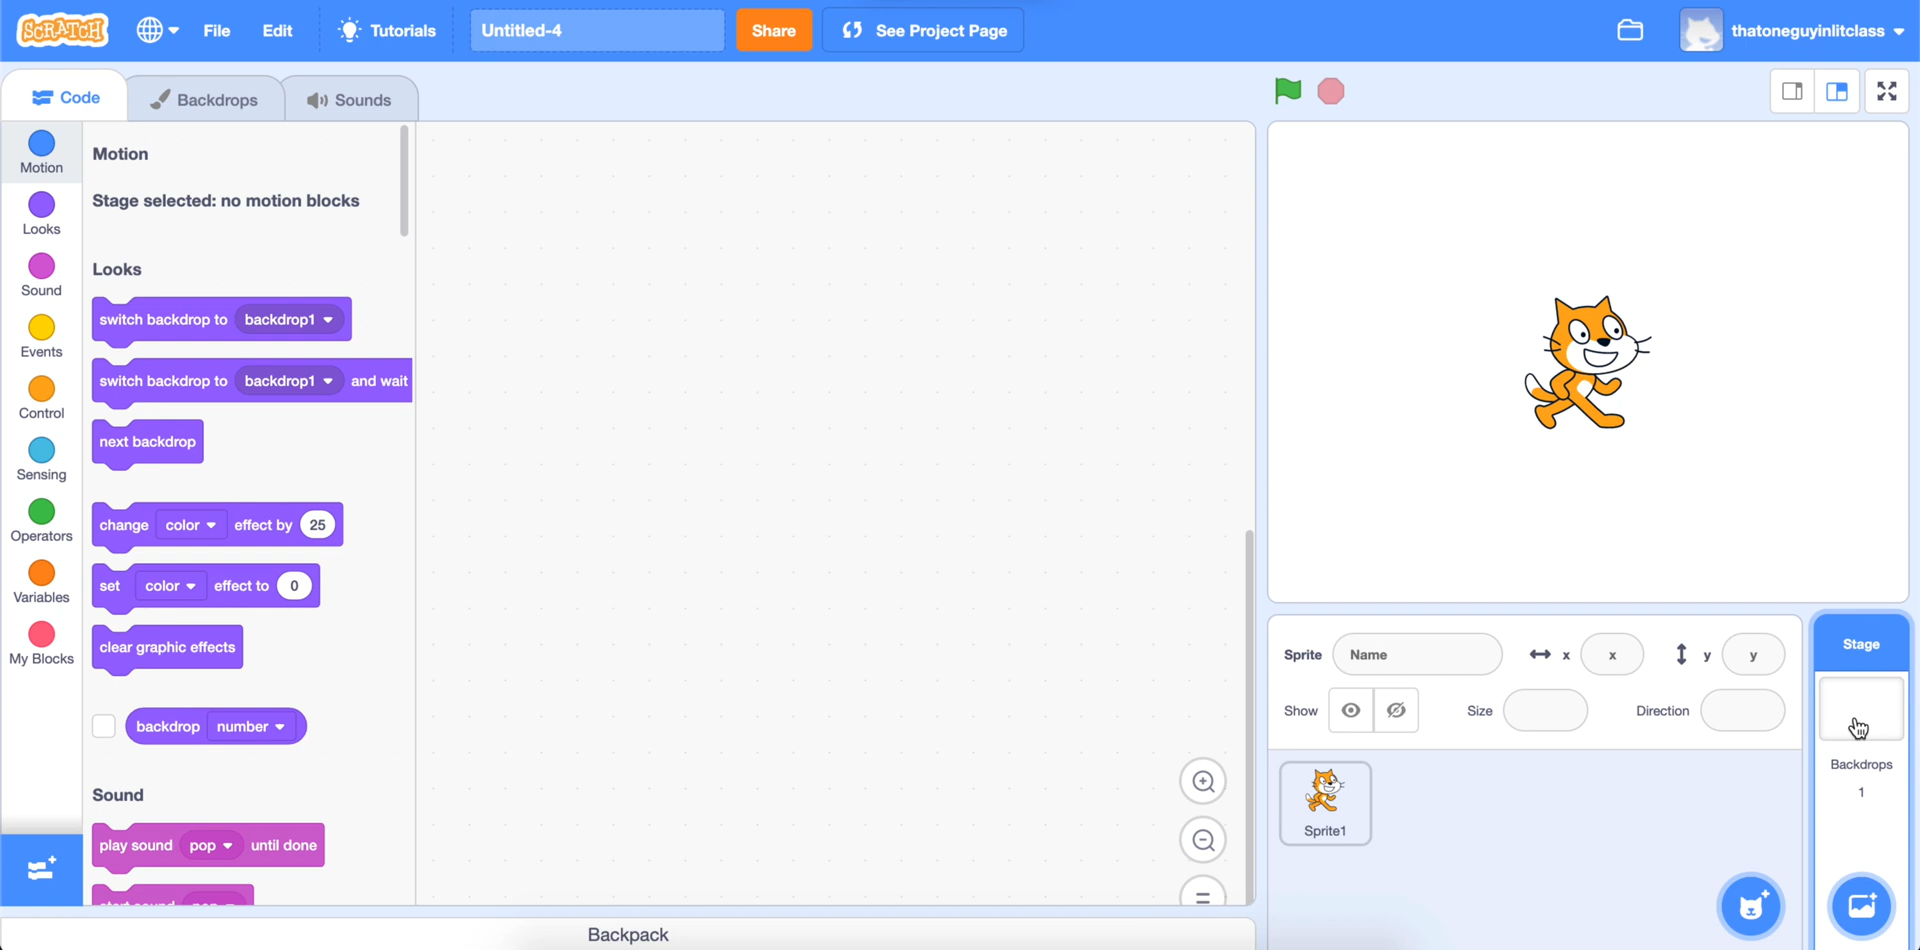 SCRATCH File Edit Tutorials Untitled-4 Share See Project Page thatoneguyinlitclass
Code Backdrops Sounds
Motion
Looks
Sound
Events
Control
Sensing
Operators
Variables
My Blocks
Motion
Stage selected: no motion blocks
Looks
switch backdrop to backdrop1
switch backdrop to backdrop1 and wait
next backdrop
change color effect by 25
set color effect to 0
clear graphic effects
backdrop number
Sound
play sound pop until done
start sound pop
Backpack
Sprite Name x x y y
Show Size Direction
Sprite1
Stage
Backdrops
1